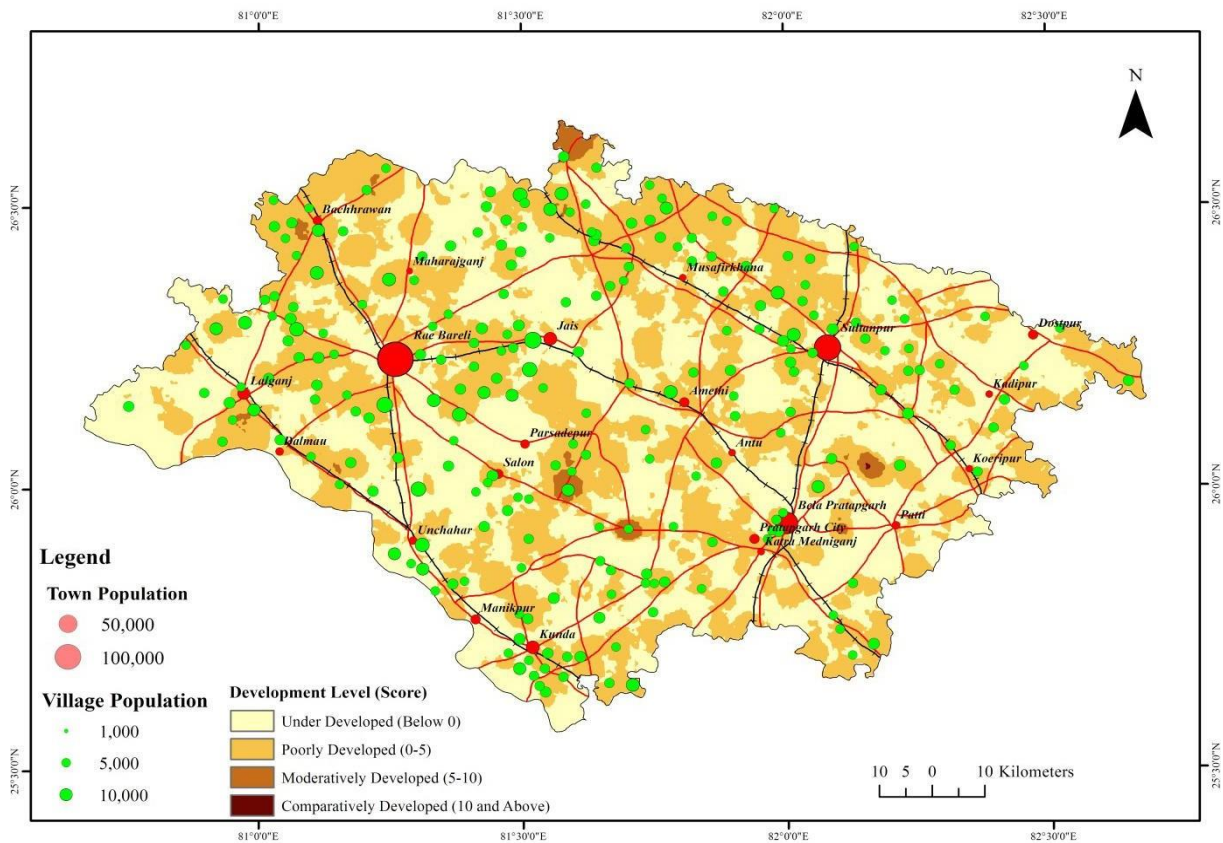 81°0'0"E
81°30'0"E
82°0'0"E
82°30'0"E
N
26°30'0"N
26°30'0"N
Bachhrawan
Maharajganj
Musafirkhana
Rae Bareli
Jais
Sultanpur
Dostpur
Lalganj
Amethi
Kadipur
Dalmau
Parsadepur
Antu
Salon
Koeripur
26°0'0"N
26°0'0"N
Bela Pratapgarh
Patti
Unchahar
Pratapgarh City
Katra Medniganj
Manikpur
Kunda
Legend
Town Population
50,000
100,000
Village Population
1,000
5,000
10,000
Development Level (Score)
Under Developed (Below 0)
Poorly Developed (0-5)
Moderatively Developed (5-10)
Comparatively Developed (10 and Above)
10 5 0 10 Kilometers
25°30'0"N
25°30'0"N
81°0'0"E
81°30'0"E
82°0'0"E
82°30'0"E